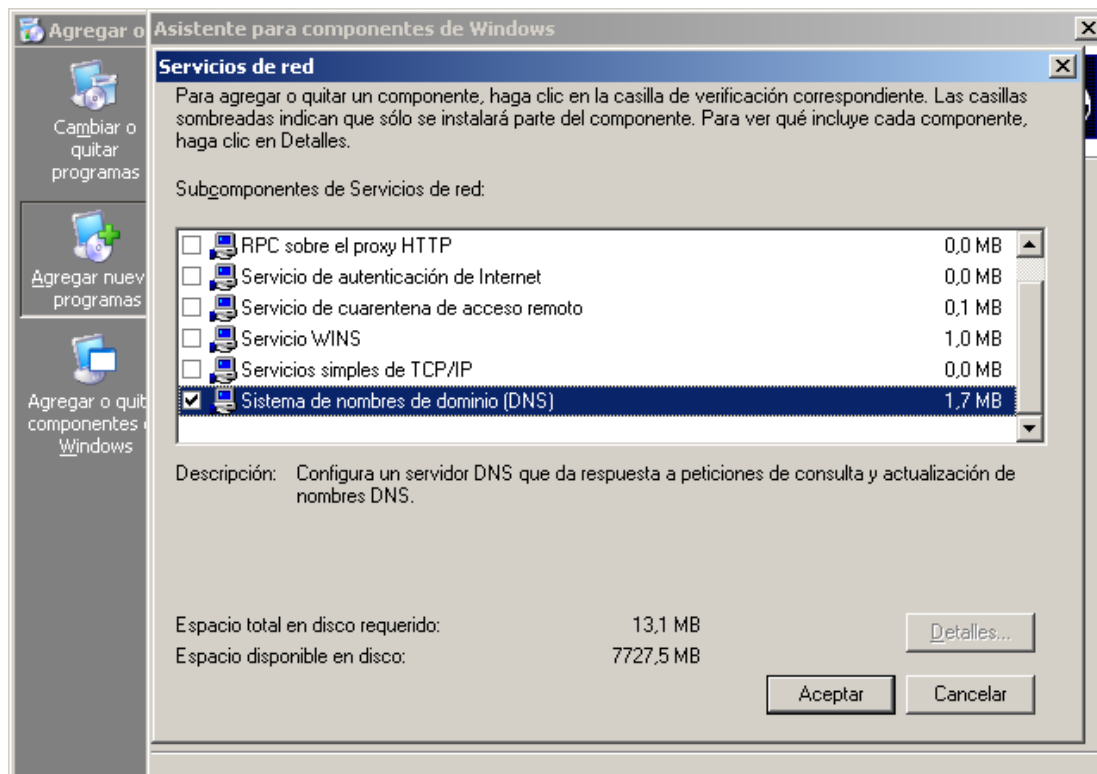 Agregar o
Asistente para componentes de Windows
Cambiar o
quitar
programas
Agregar nuev
programas
Agregar o quit
componentes
Windows
Servicios de red
Para agregar o quitar un componente, haga clic en la casilla de verificación correspondiente. Las casillas
sombreadas indican que sólo se instalará parte del componente. Para ver qué incluye cada componente,
haga clic en Detalles.
Subcomponentes de Servicios de red:
RPC sobre el proxy HTTP 0,0 MB
Servicio de autenticación de Internet 0,0 MB
Servicio de cuarentena de acceso remoto 0,1 MB
Servicio WINS 1,0 MB
Servicios simples de TCP/IP 0,0 MB
Sistema de nombres de dominio (DNS) 1,7 MB
Descripción: Configura un servidor DNS que da respuesta a peticiones de consulta y actualización de
nombres DNS.
Espacio total en disco requerido: 13,1 MB
Espacio disponible en disco: 7727,5 MB
Detalles...
Aceptar
Cancelar